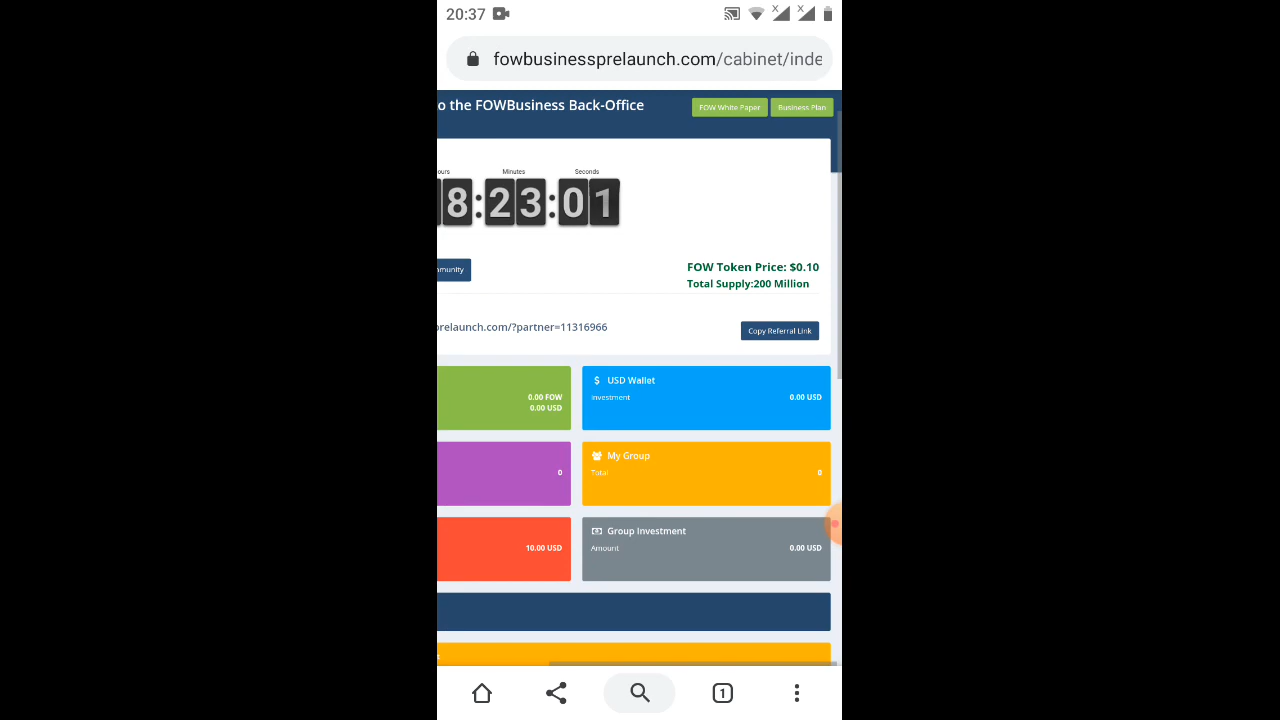 20:37
fowbusinessprelaunch.com/cabinet/inde
o the FOWBusiness Back-Office
FOW White Paper
Business Plan
ours Minutes Seconds
8:23:01
mmunity
FOW Token Price: $0.10
Total Supply:200 Million
prelaunch.com/?partner=11316966
Copy Referral Link
0.00 FOW
0.00 USD
$ USD Wallet
Investment 0.00 USD
0
My Group
Total 0
10.00 USD
Group Investment
Amount 0.00 USD
1